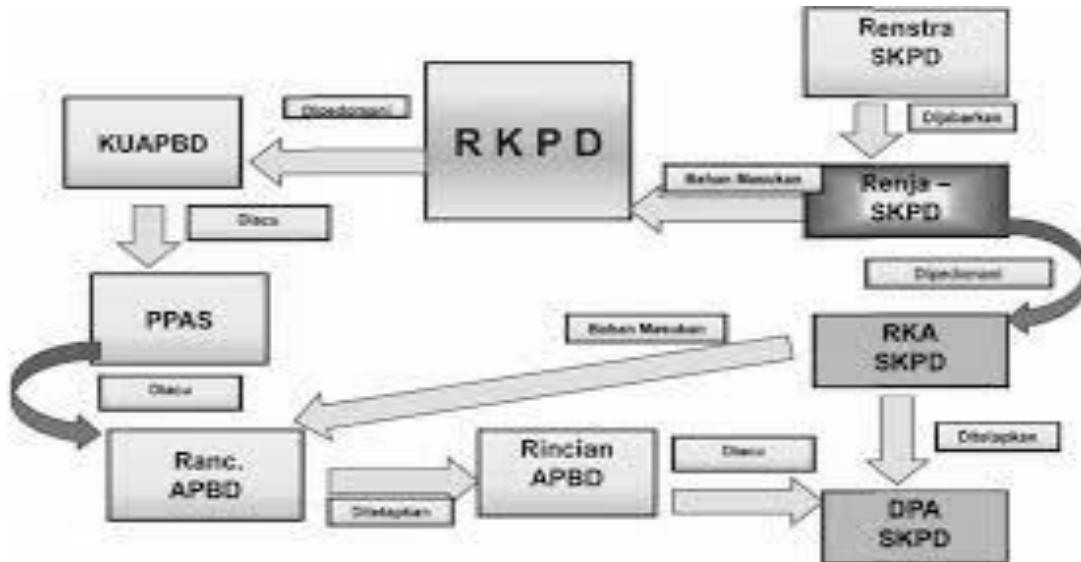 Renstra
SKPD
Dijabarkan
Dipedomani
KUAPBD
R K P D
Bahan Masukan
Renja –
SKPD
Diacu
Dipedomani
PPAS
Bahan Masukan
RKA
SKPD
Diacu
Ditetapkan
Ranc.
APBD
Rincian
APBD
Diacu
Ditetapkan
DPA
SKPD